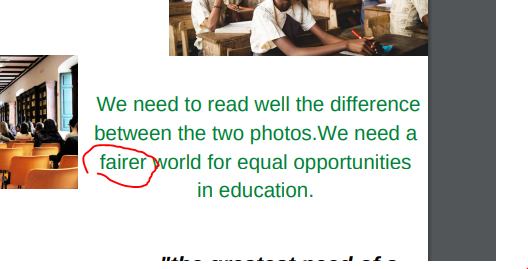 We need to read well the difference
between the two photos.We need a
fairer world for equal opportunities
in education.
"the greatest need of a